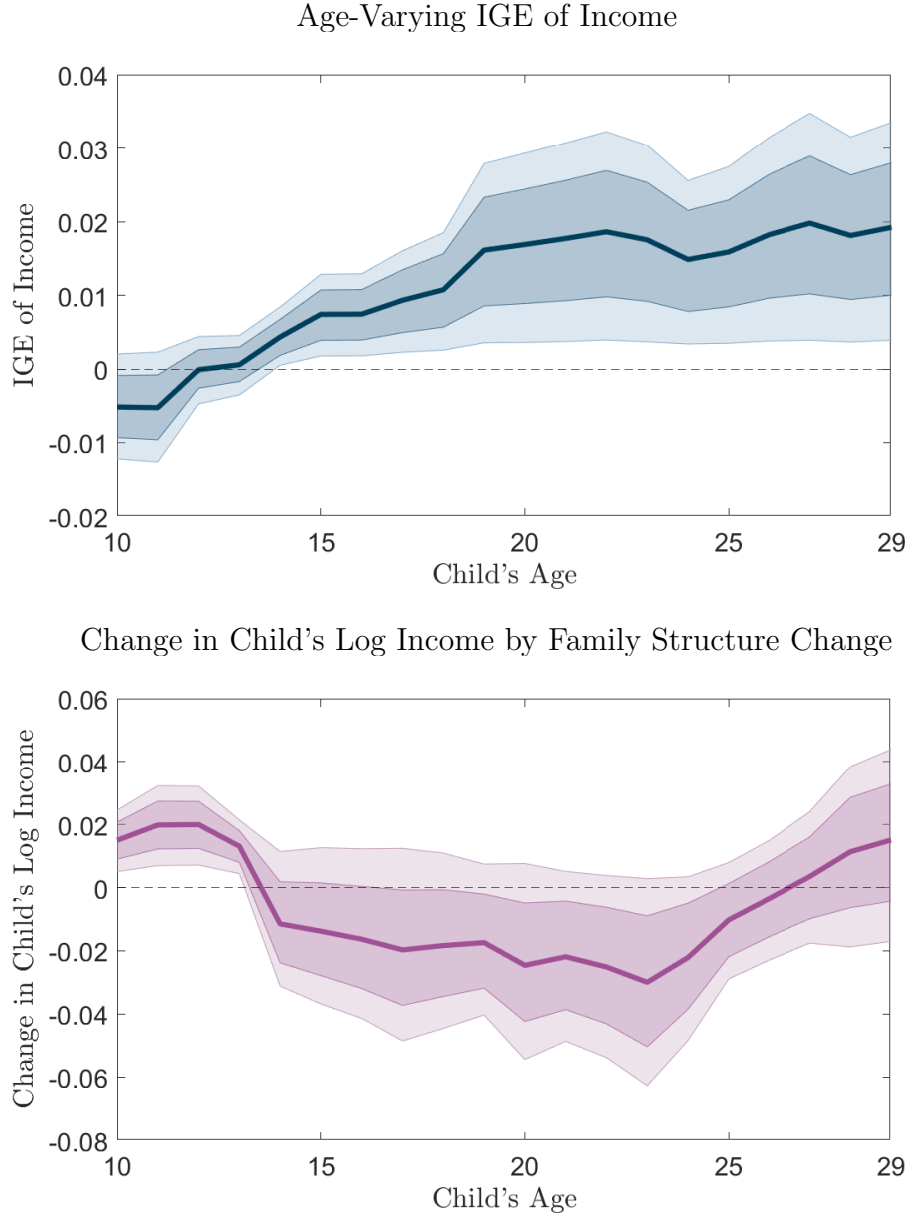 Age-Varying IGE of Income
0.04
0.03
0.02
0.01
0
-0.01
-0.02
IGE of Income
10 15 20 25 29
Child's Age
Change in Child's Log Income by Family Structure Change
0.06
0.04
0.02
0
-0.02
-0.04
-0.06
-0.08
Change in Child's Log Income
10 15 20 25 29
Child's Age